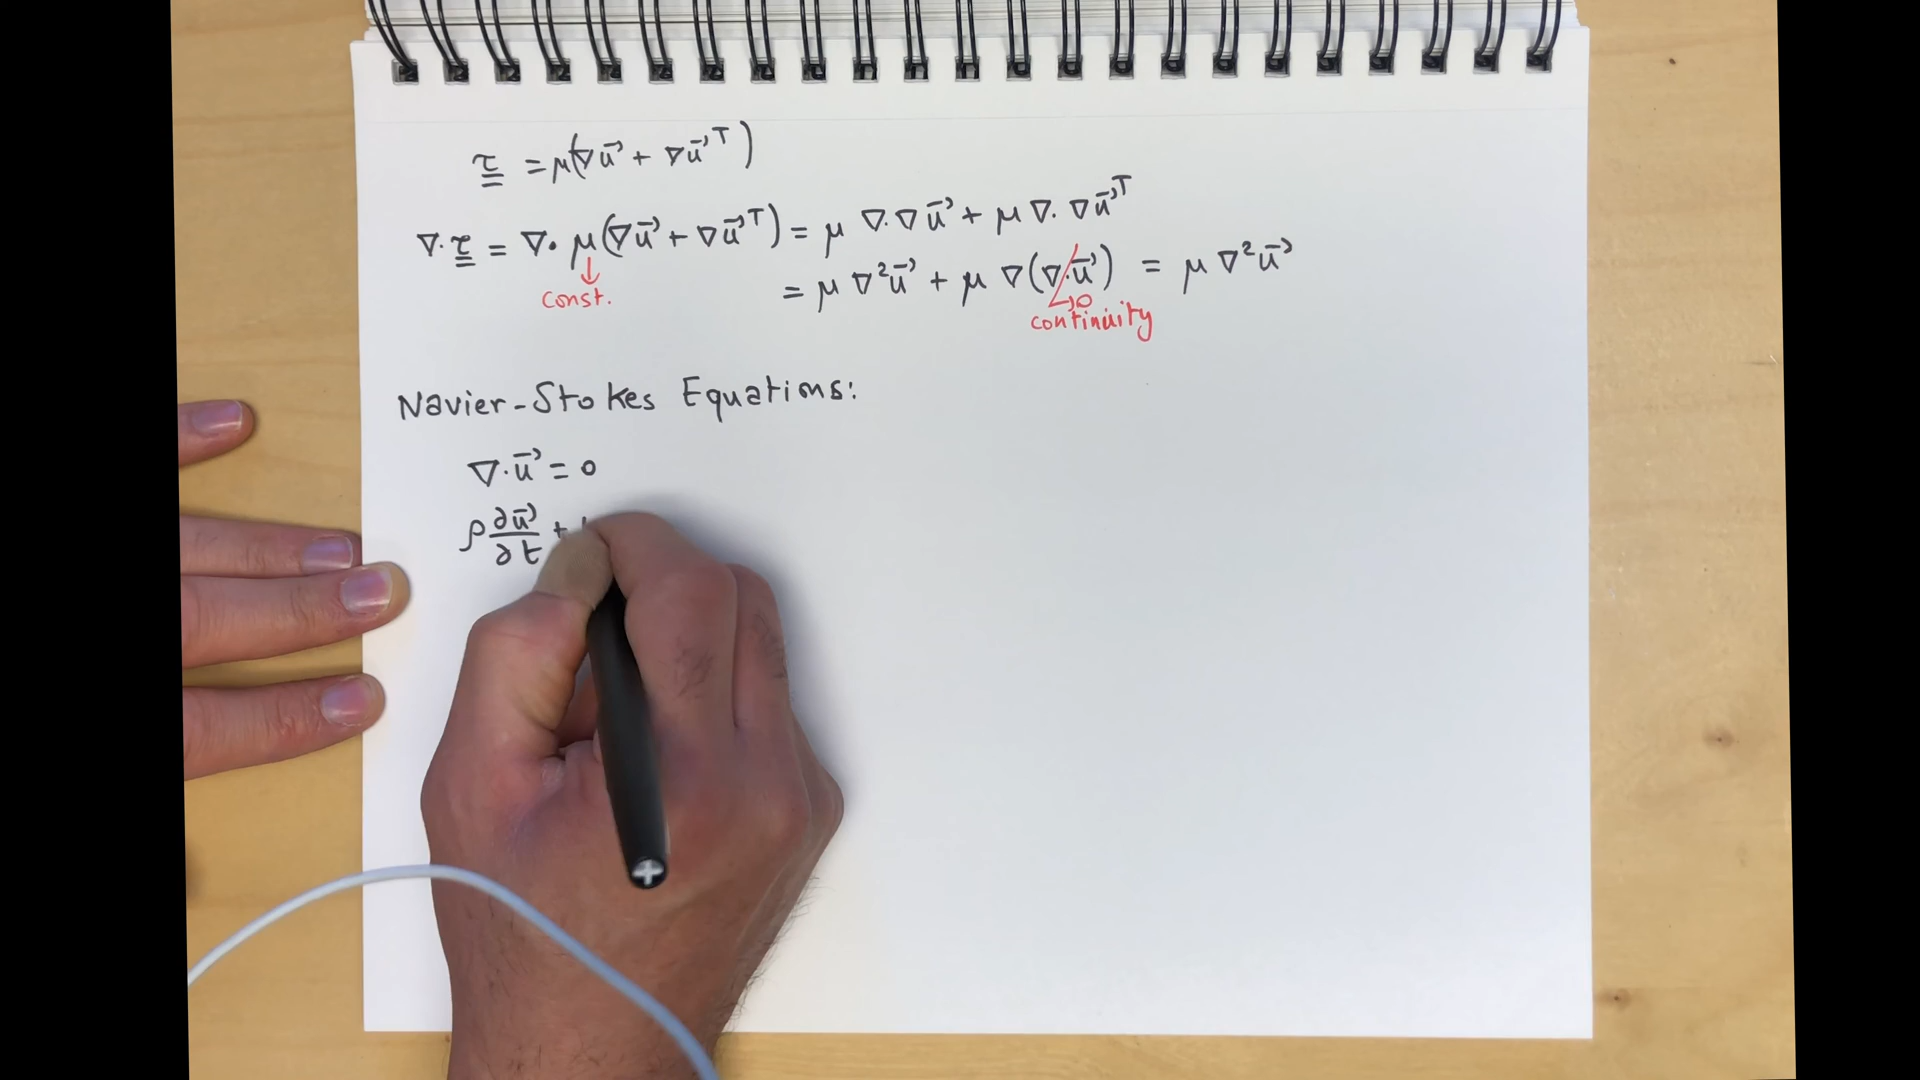 τ = μ(∇u⃗ + ∇u⃗ᵀ)
∇·τ = ∇·μ(∇u⃗ + ∇u⃗ᵀ) = μ ∇·∇u⃗ + μ ∇·∇u⃗ᵀ
= μ ∇²u⃗ + μ ∇(∇·u⃗) = μ ∇²u⃗
↓
const.
→0
continuity
Navier-Stokes Equations:
∇·u⃗ = 0
ρ ∂u⃗/∂t +